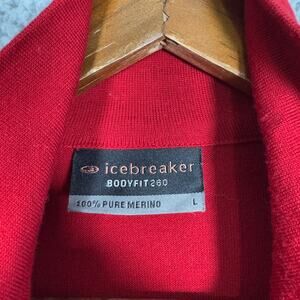 icebreaker
BODYFIT260
100% PURE MERINO L